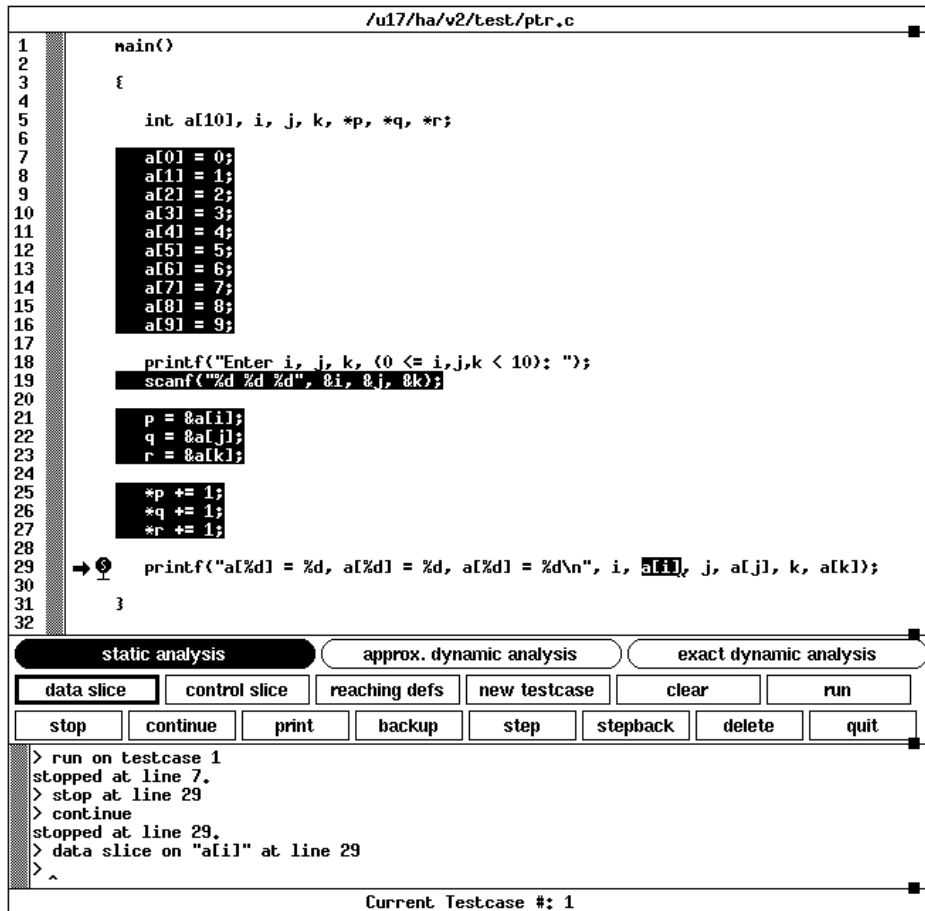 /u17/ha/v2/test/ptr.c
1 main()
2
3 {
4
5 int a[10], i, j, k, *p, *q, *r;
6
7 a[0] = 0;
8 a[1] = 1;
9 a[2] = 2;
10 a[3] = 3;
11 a[4] = 4;
12 a[5] = 5;
13 a[6] = 6;
14 a[7] = 7;
15 a[8] = 8;
16 a[9] = 9;
17
18 printf("Enter i, j, k, (0 <= i,j,k < 10): ");
19 scanf("%d %d %d", &i, &j, &k);
20
21 p = &a[i];
22 q = &a[j];
23 r = &a[k];
24
25 *p += 1;
26 *q += 1;
27 *r += 1;
28
29 S printf("a[%d] = %d, a[%d] = %d, a[%d] = %d\n", i, a[i], j, a[j], k, a[k]);
30
31 }
32
static analysis approx. dynamic analysis exact dynamic analysis
data slice control slice reaching defs new testcase clear run
stop continue print backup step stepback delete quit
> run on testcase 1
stopped at line 7.
> stop at line 29
> continue
stopped at line 29.
> data slice on "a[i]" at line 29
> ^
Current Testcase #: 1